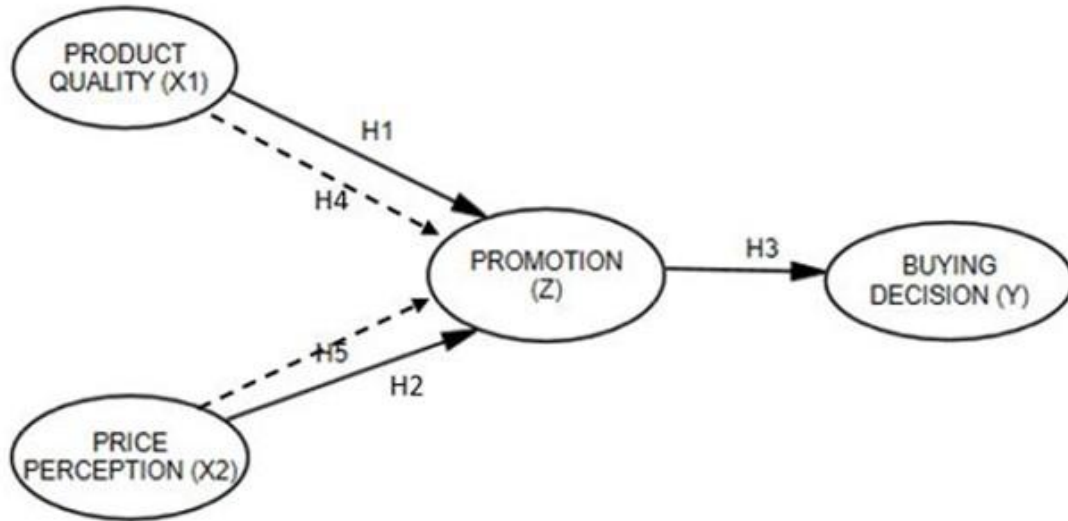 PRODUCT
QUALITY (X1)
H1
H4
PROMOTION
(Z)
H3
BUYING
DECISION (Y)
H5
H2
PRICE
PERCEPTION (X2)